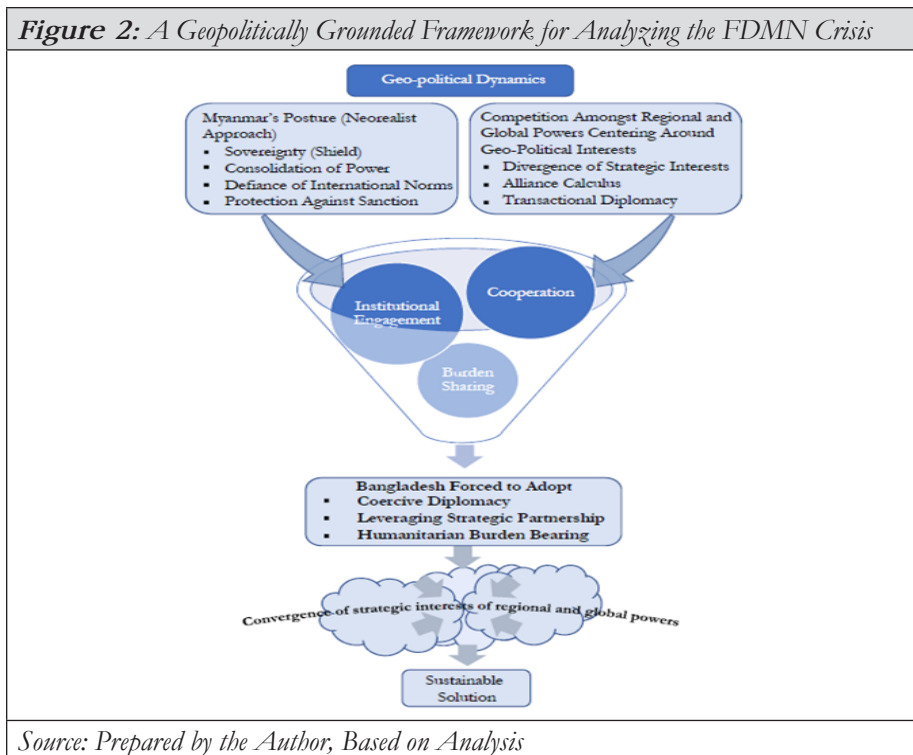 Figure 2: A Geopolitically Grounded Framework for Analyzing the FDMN Crisis
Geo-political Dynamics
Myanmar's Posture (Neorealist
Approach)
▪ Sovereignty (Shield)
▪ Consolidation of Power
▪ Defiance of International Norms
▪ Protection Against Sanction
Competition Amongst Regional and
Global Powers Centering Around
Geo-Political Interests
▪ Divergence of Strategic Interests
▪ Alliance Calculus
▪ Transactional Diplomacy
Institutional
Engagement
Cooperation
Burden
Sharing
Bangladesh Forced to Adopt
▪ Coercive Diplomacy
▪ Leveraging Strategic Partnership
▪ Humanitarian Burden Bearing
Convergence of strategic interests of regional and global powers
Sustainable
Solution
Source: Prepared by the Author, Based on Analysis